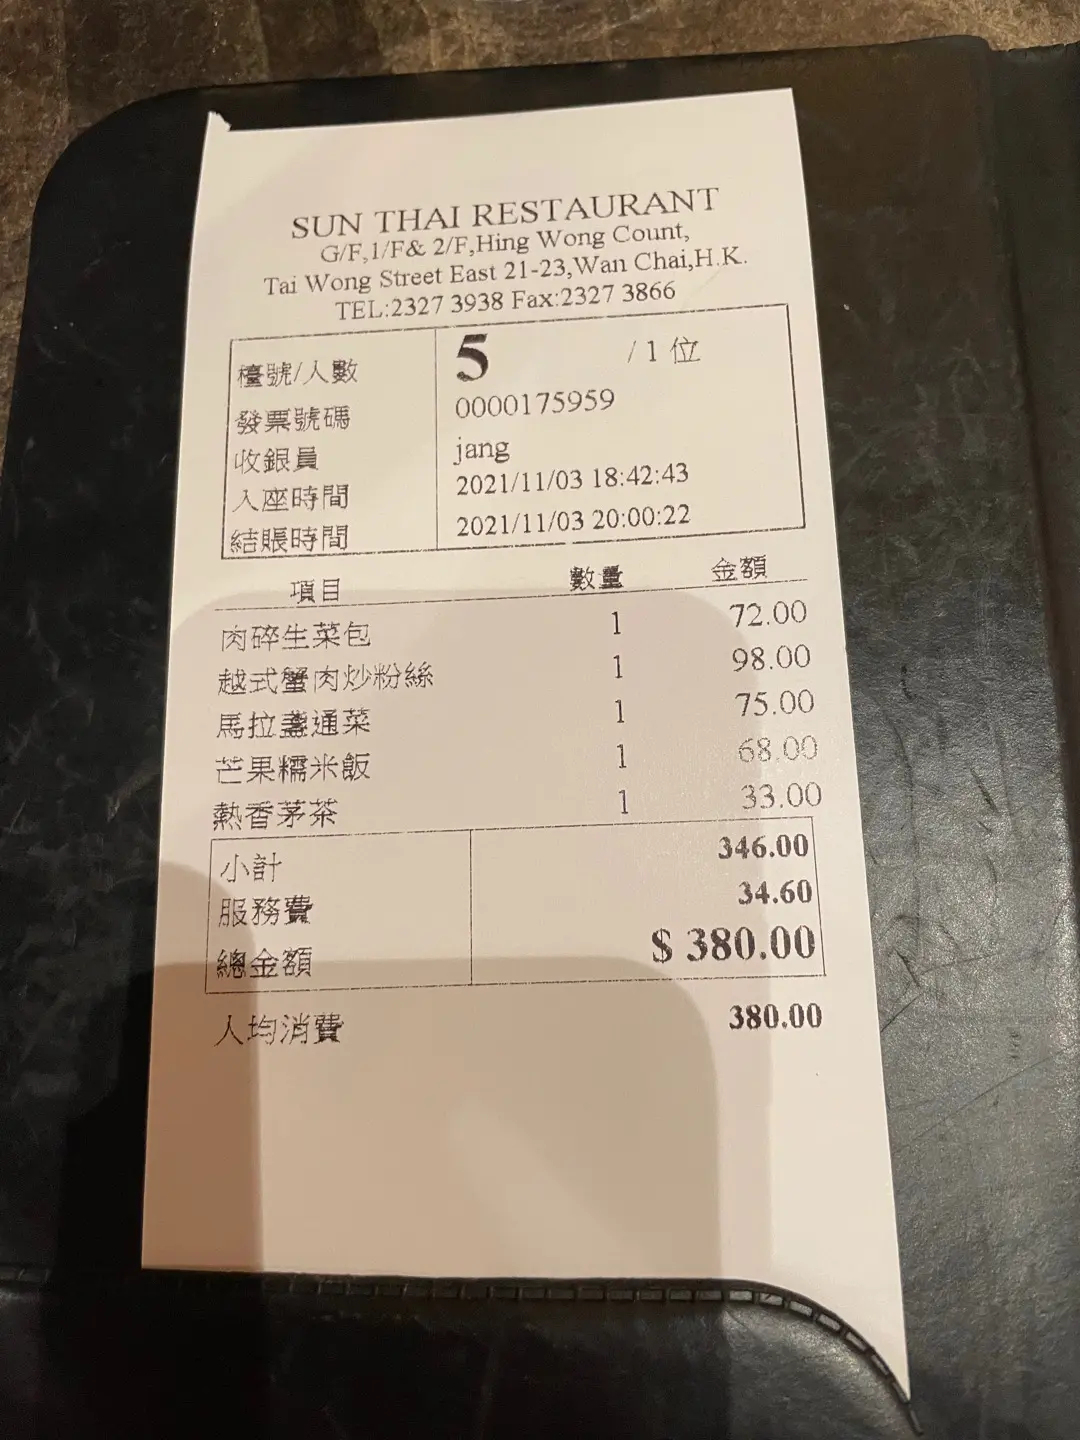 SUN THAI RESTAURANT
G/F,1/F& 2/F,Hing Wong Count,
Tai Wong Street East 21-23,Wan Chai,H.K.
TEL:2327 3938 Fax:2327 3866
檯號/人數 5 / 1 位
發票號碼 0000175959
收銀員 jang
入座時間 2021/11/03 18:42:43
結賬時間 2021/11/03 20:00:22
項目 數量 金額
肉碎生菜包 1 72.00
越式蟹肉炒粉絲 1 98.00
馬拉盞通菜 1 75.00
芒果糯米飯 1 68.00
熱香茅茶 1 33.00
小計 346.00
服務費 34.60
總金額 $ 380.00
人均消費 380.00